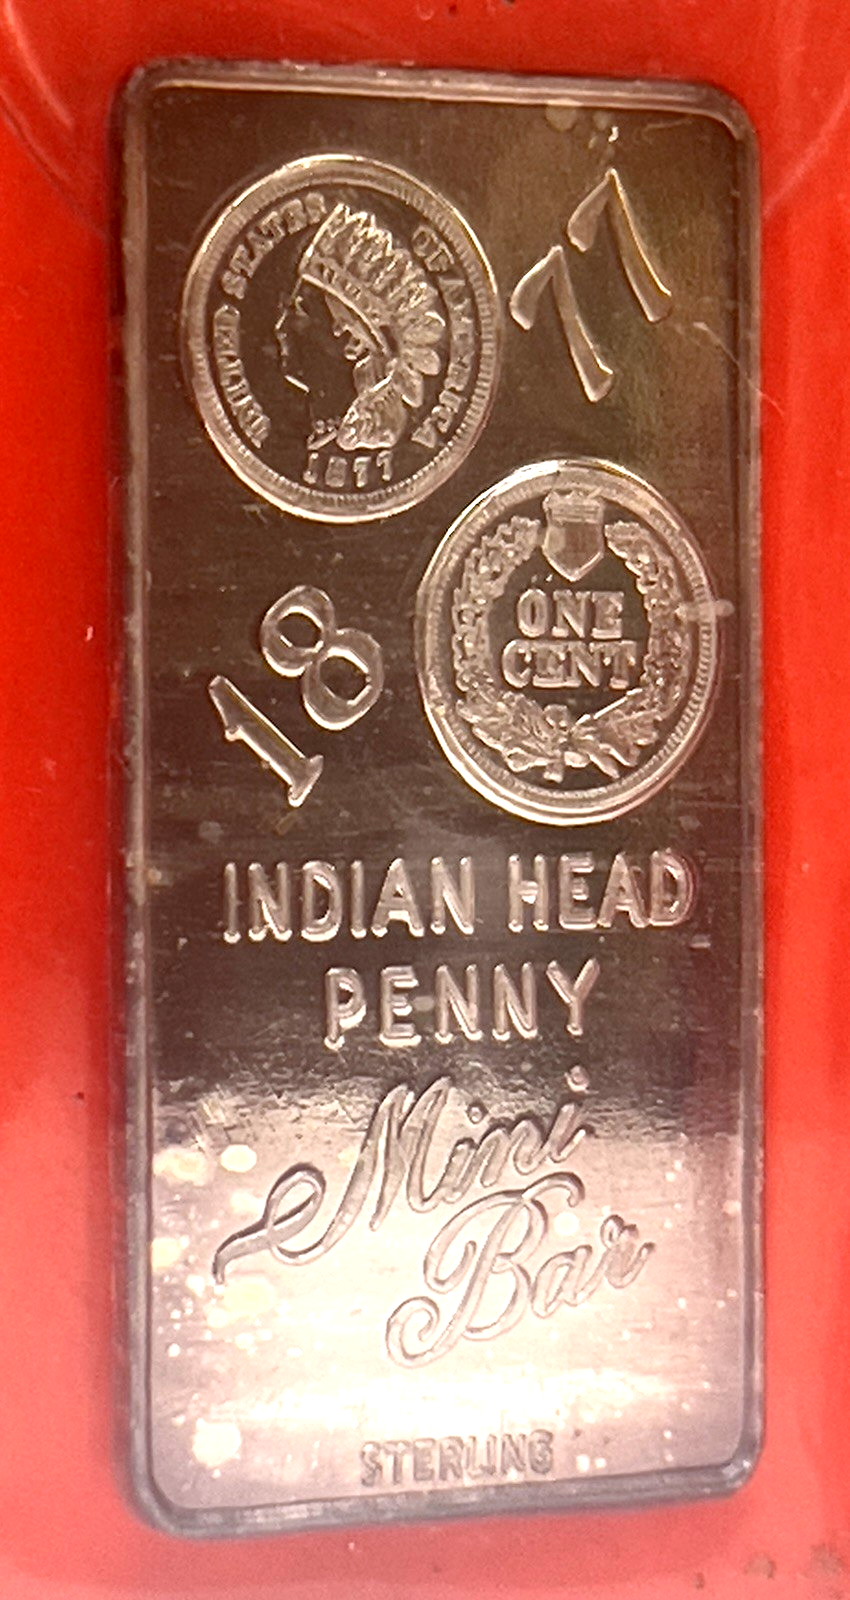 UNITED STATES OF AMERICA
1877
77
ONE
CENT
18
INDIAN HEAD
PENNY
Mini
Bar
STERLING